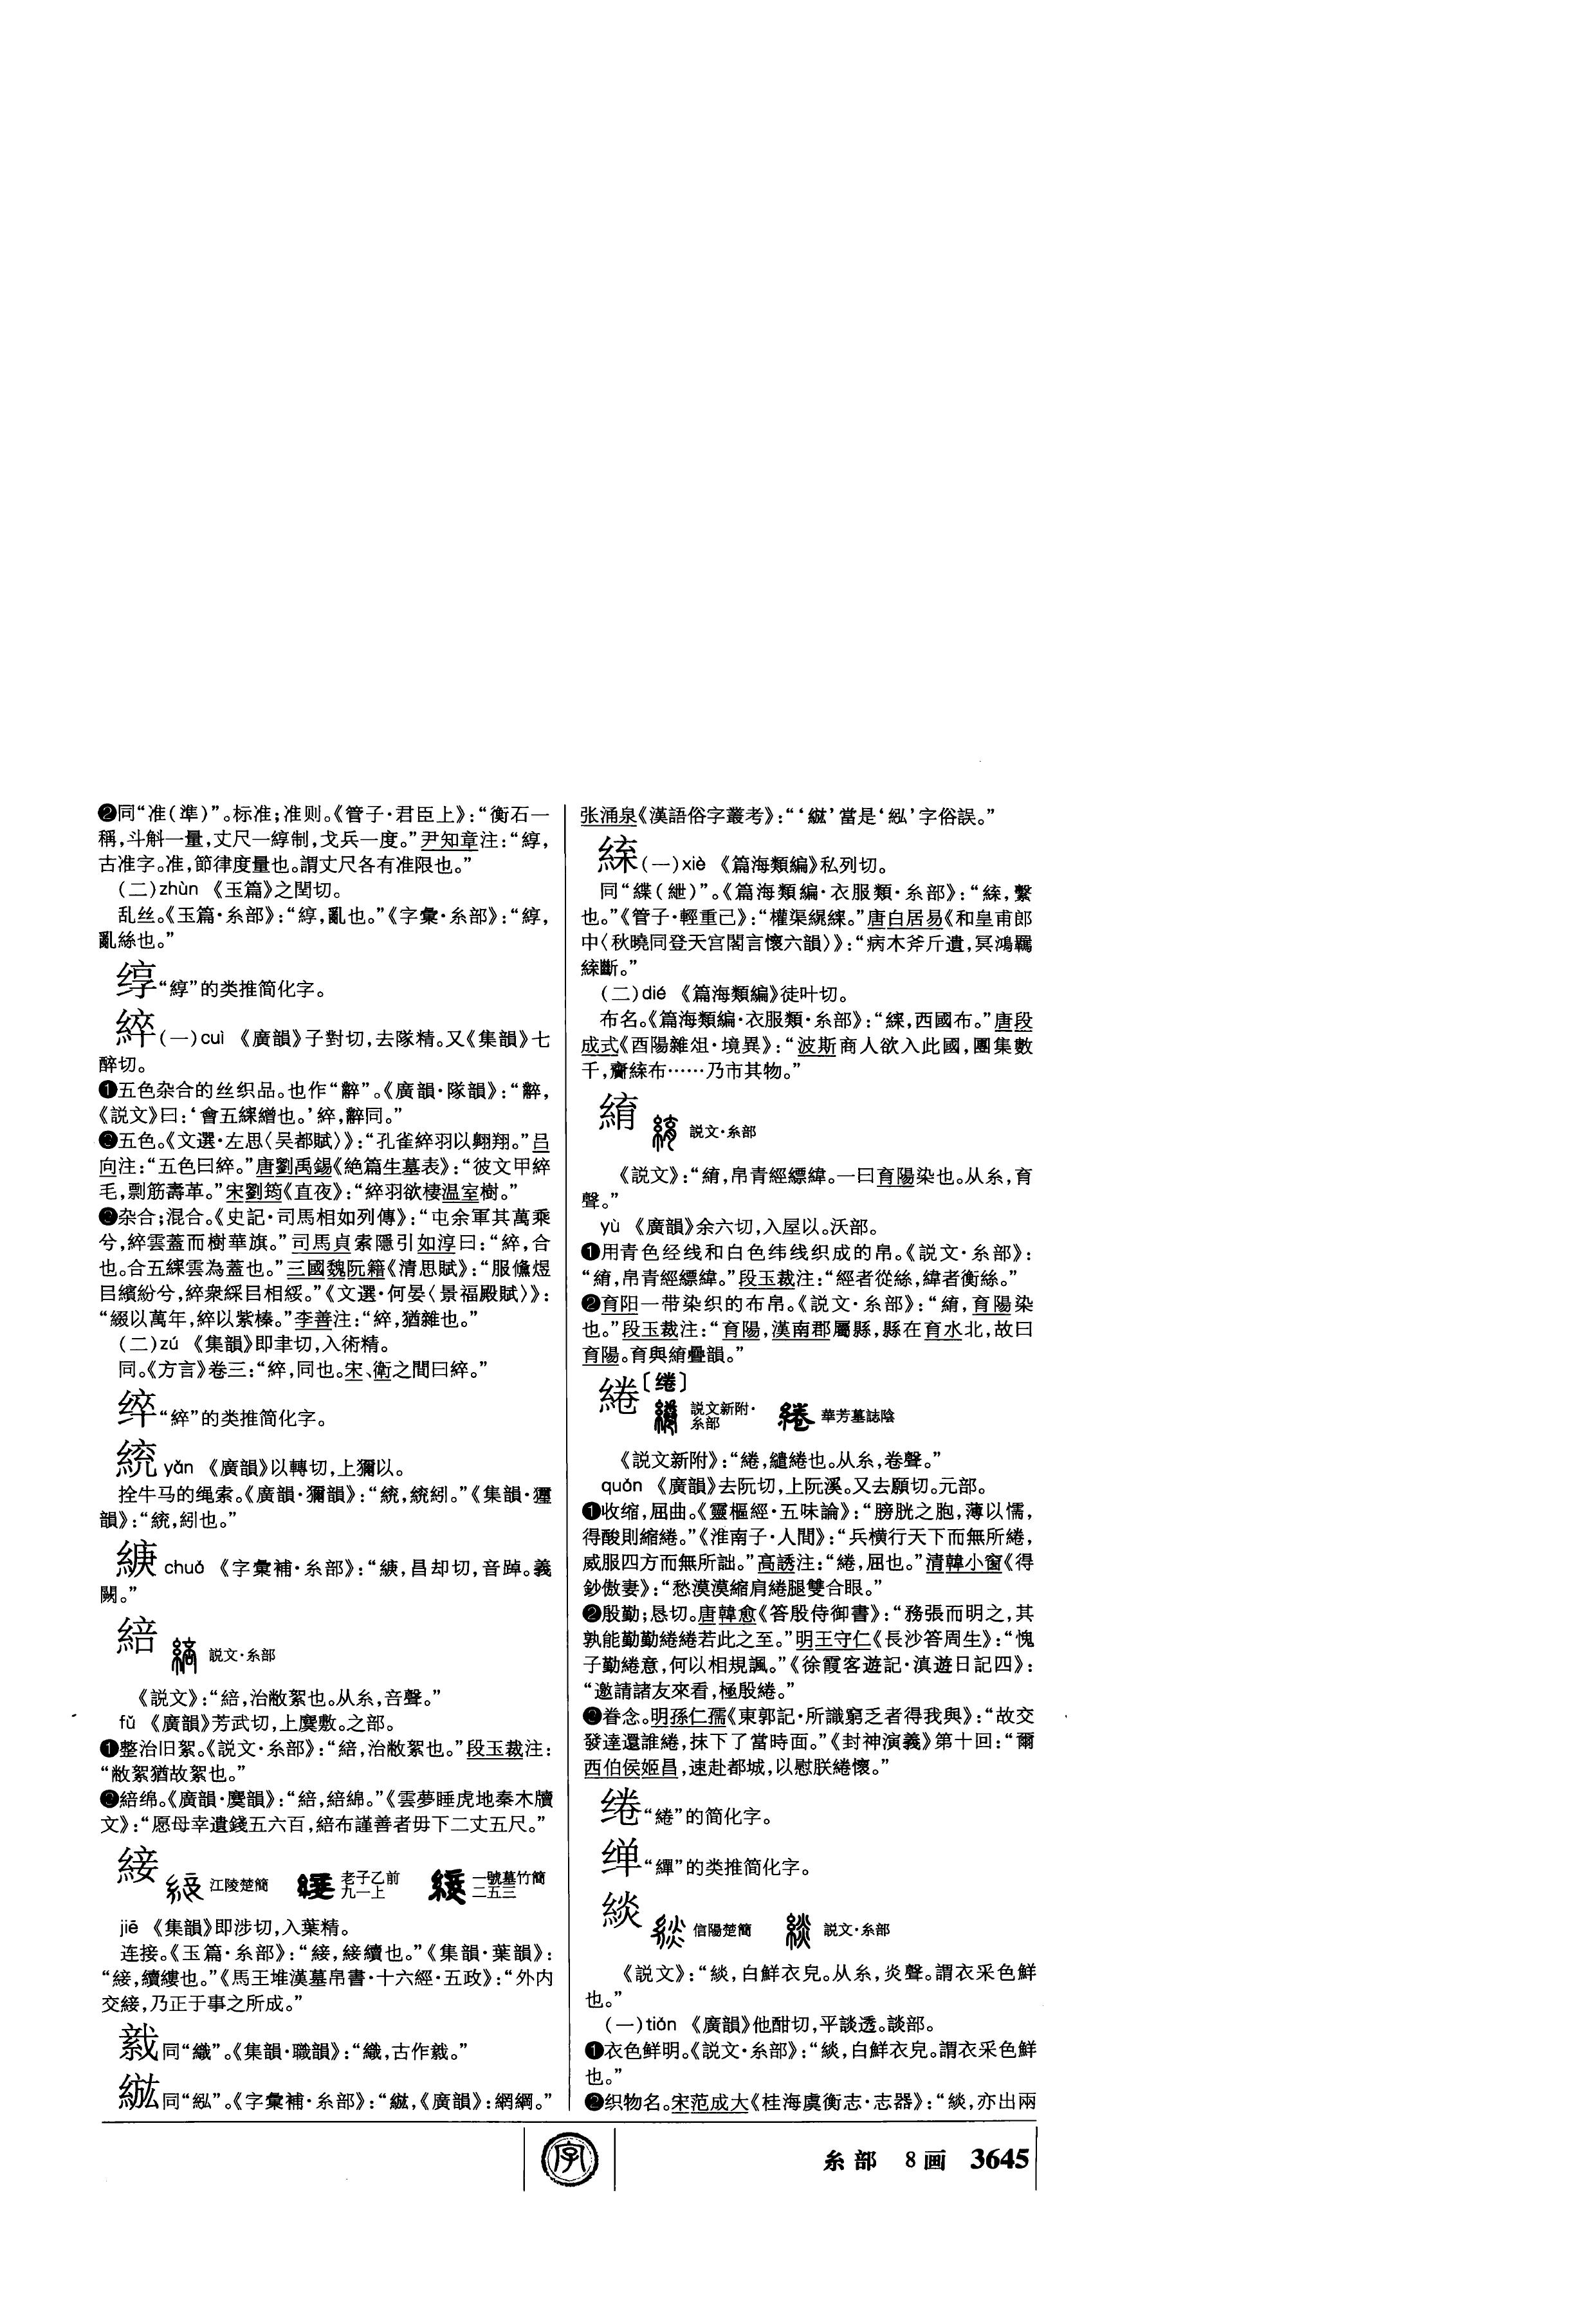 ❷同“准(準)”。标准;准则。《管子·君臣上》:“衡石一
稱,斗斛一量,丈尺一綧制,戈兵一度。”尹知章注:“綧,
古准字。准,節律度量也。謂丈尺各有准限也。”
(二)zhùn 《玉篇》之閏切。
乱丝。《玉篇·糸部》:“綧,亂也。”《字彙·糸部》:“綧,
亂絲也。”
“綧”的类推简化字。
綷(一)cuì 《廣韻》子對切,去隊精。又《集韻》七
醉切。
❶五色杂合的丝织品。也作“䘹”。《廣韻·隊韻》:“䘹,
《説文》曰:‘會五綵繒也。’綷,䘹同。”
❷五色。《文選·左思〈吴都賦〉》:“孔雀綷羽以翺翔。”吕
向注:“五色曰綷。”唐劉禹錫《絶篇生墓表》:“彼文甲綷
毛,剽筋壽革。”宋劉筠《直夜》:“綷羽欲棲温室樹。”
❸杂合;混合。《史記·司馬相如列傳》:“屯余軍其萬乘
兮,綷雲蓋而樹華旗。”司馬貞索隱引如淳曰:“綷,合
也。合五綵雲為蓋也。”三國魏阮籍《清思賦》:“服儵煜
㠯繽紛兮,綷衆綵㠯相綏。”《文選·何晏〈景福殿賦〉》:
“綴以萬年,綷以紫榛。”李善注:“綷,猶雜也。”
(二)zú 《集韻》即聿切,入術精。
同。《方言》卷三:“綷,同也。宋、衛之間曰綷。”
“綷”的类推简化字。
䋼 yǎn 《廣韻》以轉切,上獮以。
拴牛马的绳索。《廣韻·獮韻》:“䋼,䋼紖。”《集韻·㺗
韻》:“䋼,紖也。”
chuò 《字彙補·糸部》:“,昌却切,音踔。義
闕。”
䋨 説文·糸部
《説文》:“䋨,治敝絮也。从糸,音聲。”
fǔ 《廣韻》芳武切,上麌敷。之部。
❶整治旧絮。《説文·糸部》:“䋨,治敝絮也。”段玉裁注:
“敝絮猶故絮也。”
❷䋨绵。《廣韻·麌韻》:“䋨,䋨綿。”《雲夢睡虎地秦木牘
文》:“愿母幸遺錢五六百,䋨布謹善者毋下二丈五尺。”
緁 江陵楚簡 老子乙前九一上 一號墓竹簡二五三
jiē 《集韻》即涉切,入葉精。
连接。《玉篇·糸部》:“,續也。”《集韻·葉韻》:
“,續縷也。”《馬王堆漢墓帛書·十六經·五政》:“外内
交,乃正于事之所成。”
同“織”。《集韻·職韻》:“織,古作。”
同“紭”。《字彙補·糸部》:“,《廣韻》:網綱。”
张涌泉《漢語俗字叢考》:“‘’當是‘紭’字俗誤。”
(一)xiè 《篇海類編》私列切。
同“緤(紲)”。《篇海類編·衣服類·糸部》:“,繫
也。”《管子·輕重己》:“權渠繉。”唐白居易《和皇甫郎
中〈秋曉同登天宫閣言懷六韻〉》:“病木斧斤遺,冥鴻羈
斷。”
(二)dié 《篇海類編》徒叶切。
布名。《篇海類編·衣服類·糸部》:“,西國布。”唐段
成式《酉陽雜俎·境異》:“波斯商人欲入此國,團集數
千,齎布……乃市其物。”
䋭 説文·糸部
《説文》:“䋭,帛青經縹緯。一曰育陽染也。从糸,育
聲。”
yù 《廣韻》余六切,入屋以。沃部。
❶用青色经线和白色纬线织成的帛。《説文·糸部》:
“䋭,帛青經縹緯。”段玉裁注:“經者從絲,緯者衡絲。”
❷育阳一带染织的布帛。《説文·糸部》:“䋭,育陽染
也。”段玉裁注:“育陽,漢南郡屬縣,縣在育水北,故曰
育陽。育與䋭疊韻。”
綣〔绻〕 説文新附·糸部 華芳墓誌陰
《説文新附》:“綣,繾綣也。从糸,卷聲。”
quǎn 《廣韻》去阮切,上阮溪。又去願切。元部。
❶收缩,屈曲。《靈樞經·五味論》:“膀胱之胞,薄以懦,
得酸則縮綣。”《淮南子·人間》:“兵横行天下而無所綣,
威服四方而無所詘。”高誘注:“綣,屈也。”清韓小窗《得
鈔傲妻》:“愁漠漠縮肩綣腿雙合眼。”
❷殷勤;恳切。唐韓愈《答殷侍御書》:“務張而明之,其
孰能勤勤綣綣若此之至。”明王守仁《長沙答周生》:“愧
子勤綣意,何以相規諷。”《徐霞客遊記·滇遊日記四》:
“邀請諸友來看,極殷綣。”
❸眷念。明孫仁孺《東郭記·所識窮乏者得我與》:“故交
發達還誰綣,抹下了當時面。”《封神演義》第十回:“爾
西伯侯姬昌,速赴都城,以慰朕綣懷。”
绻“綣”的简化字。
“繟”的类推简化字。
緂 信陽楚簡 説文·糸部
《説文》:“緂,白鮮衣皃。从糸,炎聲。謂衣采色鮮
也。”
(一)tiǎn 《廣韻》他酣切,平談透。談部。
❶衣色鲜明。《説文·糸部》:“緂,白鮮衣皃。謂衣采色鮮
也。”
❷织物名。宋范成大《桂海虞衡志·志器》:“緂,亦出兩
字
糸部 8画 3645